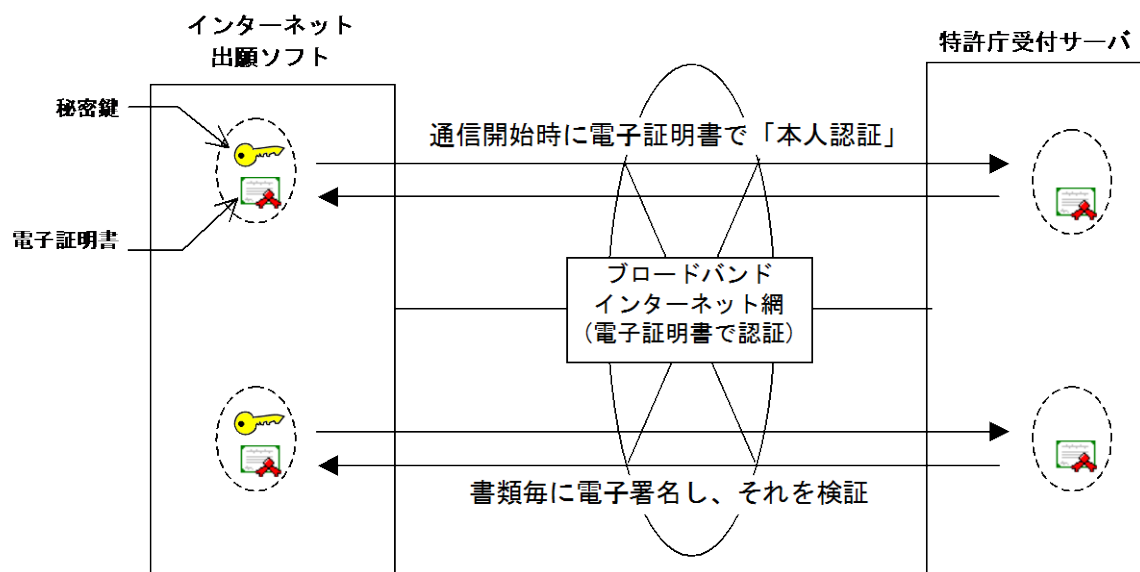 インターネット
出願ソフト
特許庁受付サーバ
秘密鍵
通信開始時に電子証明書で「本人認証」
電子証明書
ブロードバンド
インターネット網
(電子証明書で認証)
書類毎に電子署名し、それを検証